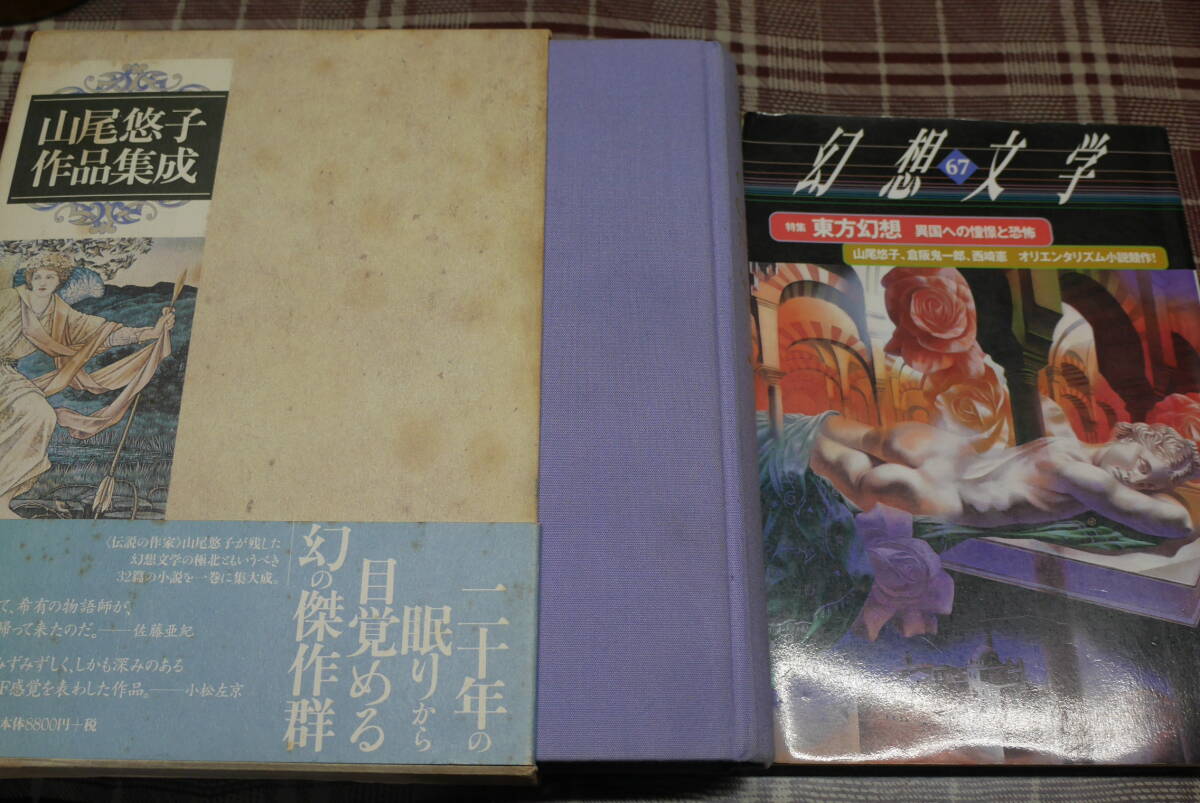 山尾悠子
作品集成
〈伝説の作家〉山尾悠子が残した
幻想文学の極北ともいうべき
32篇の小説を一巻に集大成。
二十年の
眠りから
目覚める
幻の傑作群
て、希有の物語師が、
帰って来たのだ。——佐藤亜紀
みずみずしく、しかも深みのある
F感覚を表わした作品。——小松左京
本体8800円+税
幻想文学
67
特集 東方幻想 異国への憧憬と恐怖
山尾悠子、倉阪鬼一郎、西崎憲 オリエンタリズム小説競作!